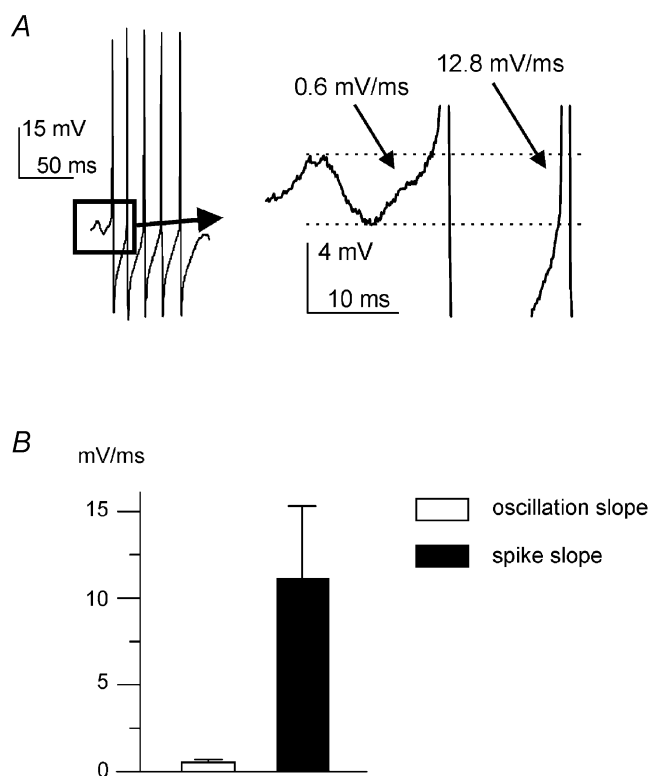 A
15 mV
50 ms
0.6 mV/ms
12.8 mV/ms
4 mV
10 ms
B
mV/ms
15
10
5
0
oscillation slope
spike slope